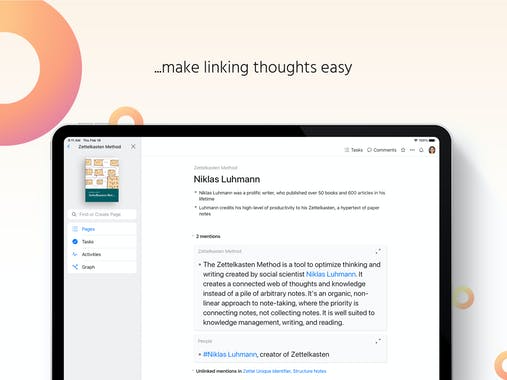 ...make linking thoughts easy
9:11 AM Thu Feb 18
100%
Zettelkasten Method
Find or Create Page
Pages
Tasks
Activities
Graph
Tasks
Comments
Zettelkasten Method
Niklas Luhmann
Niklas Luhmann was a prolific writer, who published over 50 books and 600 articles in his
lifetime
Luhmann credits his high-level of productivity to his Zettelkasten, a hypertext of paper
notes
2 mentions
Zettelkasten Method
The Zettelkasten Method is a tool to optimize thinking and
writing created by social scientist Niklas Luhmann. It
creates a connected web of thoughts and knowledge
instead of a pile of arbitrary notes. It's an organic, non-
linear approach to note-taking, where the priority is
connecting notes, not collecting notes. It is well suited to
knowledge management, writing, and reading.
People
#Niklas Luhmann, creator of Zettelkasten
Unlinked mentions in Zettel Unique Identifier, Structure Notes